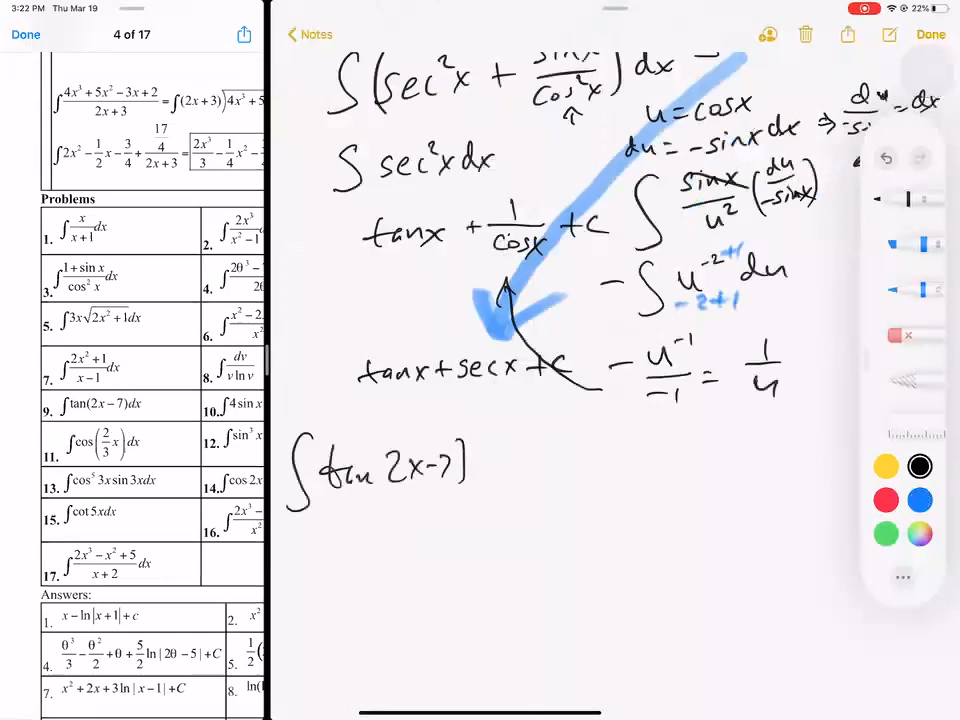 3:22 PM Thu Mar 19
22%
Done
4 of 17
Notes
Done
∫ (4x³ + 5x² − 3x + 2)/(2x + 3) = ∫(2x + 3))4x³ + 5
∫2x² − 1/2 x − 3/4 + (17/4)/(2x + 3) = 2x³/3 − 1/4 x² −
Problems
1. ∫ x/(x+1) dx
2. ∫ 2x³/(x² − 1)
3. ∫ (1 + sin x)/(cos² x) dx
4. ∫ 2θ³ −
5. ∫3x√(2x² + 1)dx
6. ∫ x² − 2
7. ∫ (2x² + 1)/(x − 1) dx
8. ∫ dv/(v ln v
9. ∫tan(2x − 7)dx
10. ∫4 sin x
11. ∫cos(2/3 x)dx
12. ∫sin³ x
13. ∫cos⁵ 3x sin 3xdx
14. ∫cos 2x
15. ∫cot 5xdx
16. ∫ 2x³ −
17. ∫ (2x³ − x² + 5)/(x + 2) dx
Answers:
1. x − ln|x + 1| + c
2. x²
4. θ³/3 − θ²/2 + θ + 5/2 ln|2θ − 5| + C
5. 1/2 (
7. x² + 2x + 3ln|x − 1| + C
8. ln(l
∫(sec²x + sinx/cos²x) dx =
u = cosx
du = −sinx dx ⇒ du/−si = dx
∫ sec²x dx
∫ sinx/u² (du/−sinx)
tanx + 1/cosx + C
− ∫ u⁻²⁺¹ du
−2+1
tanx + secx + C
− u⁻¹/−1 = 1/u
∫ tan 2x−7)